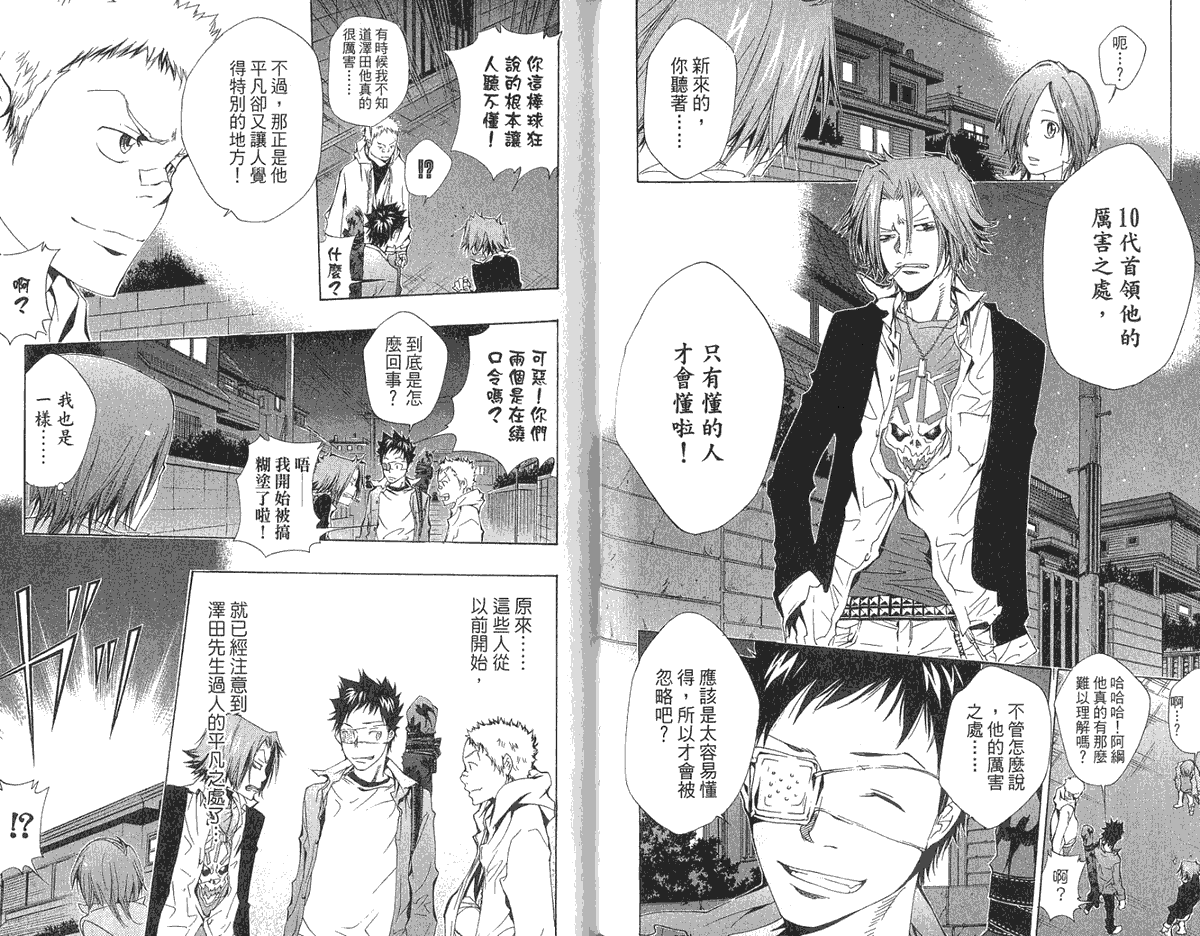 呃…?
新來的，
你聽著……
10代首領他的
厲害之處，
只有懂的人
才會懂啦！
啊…?
哈哈哈！阿綱
他真的有那麼
難以理解嗎？
啊？
不管怎麼說
，他的厲害
之處……
應該是太容易懂
得，所以才會被
忽略吧？
你這棒球狂
說的根本讓
人聽不懂！
!?
有時候我不知
道澤田他真的
很厲害……
什麼？
不過，那正是他
平凡卻又讓人覺
得特別的地方！
啊？
可惡！你們
兩個是在繞
口令嗎？
到底是怎
麼回事？
唔——
我開始被搞
糊塗了啦！
我也是
一樣……
原來……
這些人從
以前開始，
就已經注意到
澤田先生過人的平凡之處了…
!?